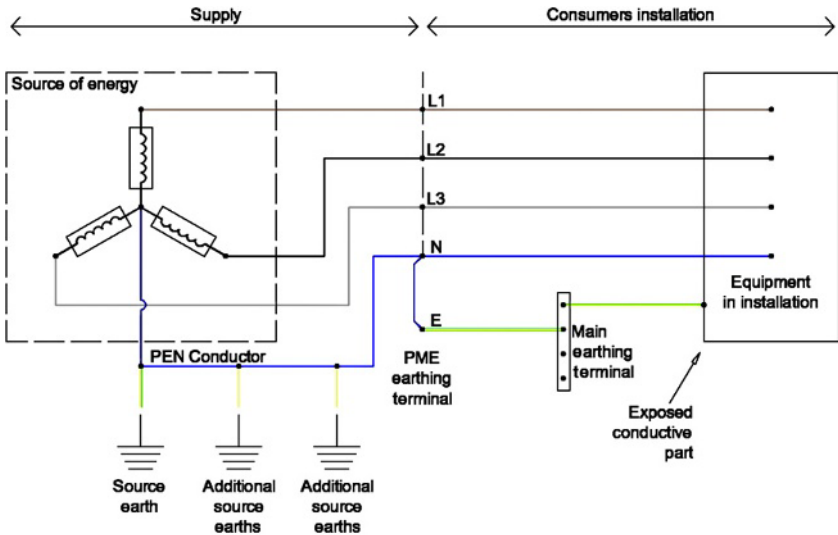 Supply
Consumers installation
Source of energy
L1
L2
L3
N
Equipment
in installation
E
PEN Conductor
PME
earthing
terminal
Main
earthing
terminal
Exposed
conductive
part
Source
earth
Additional
source
earths
Additional
source
earths